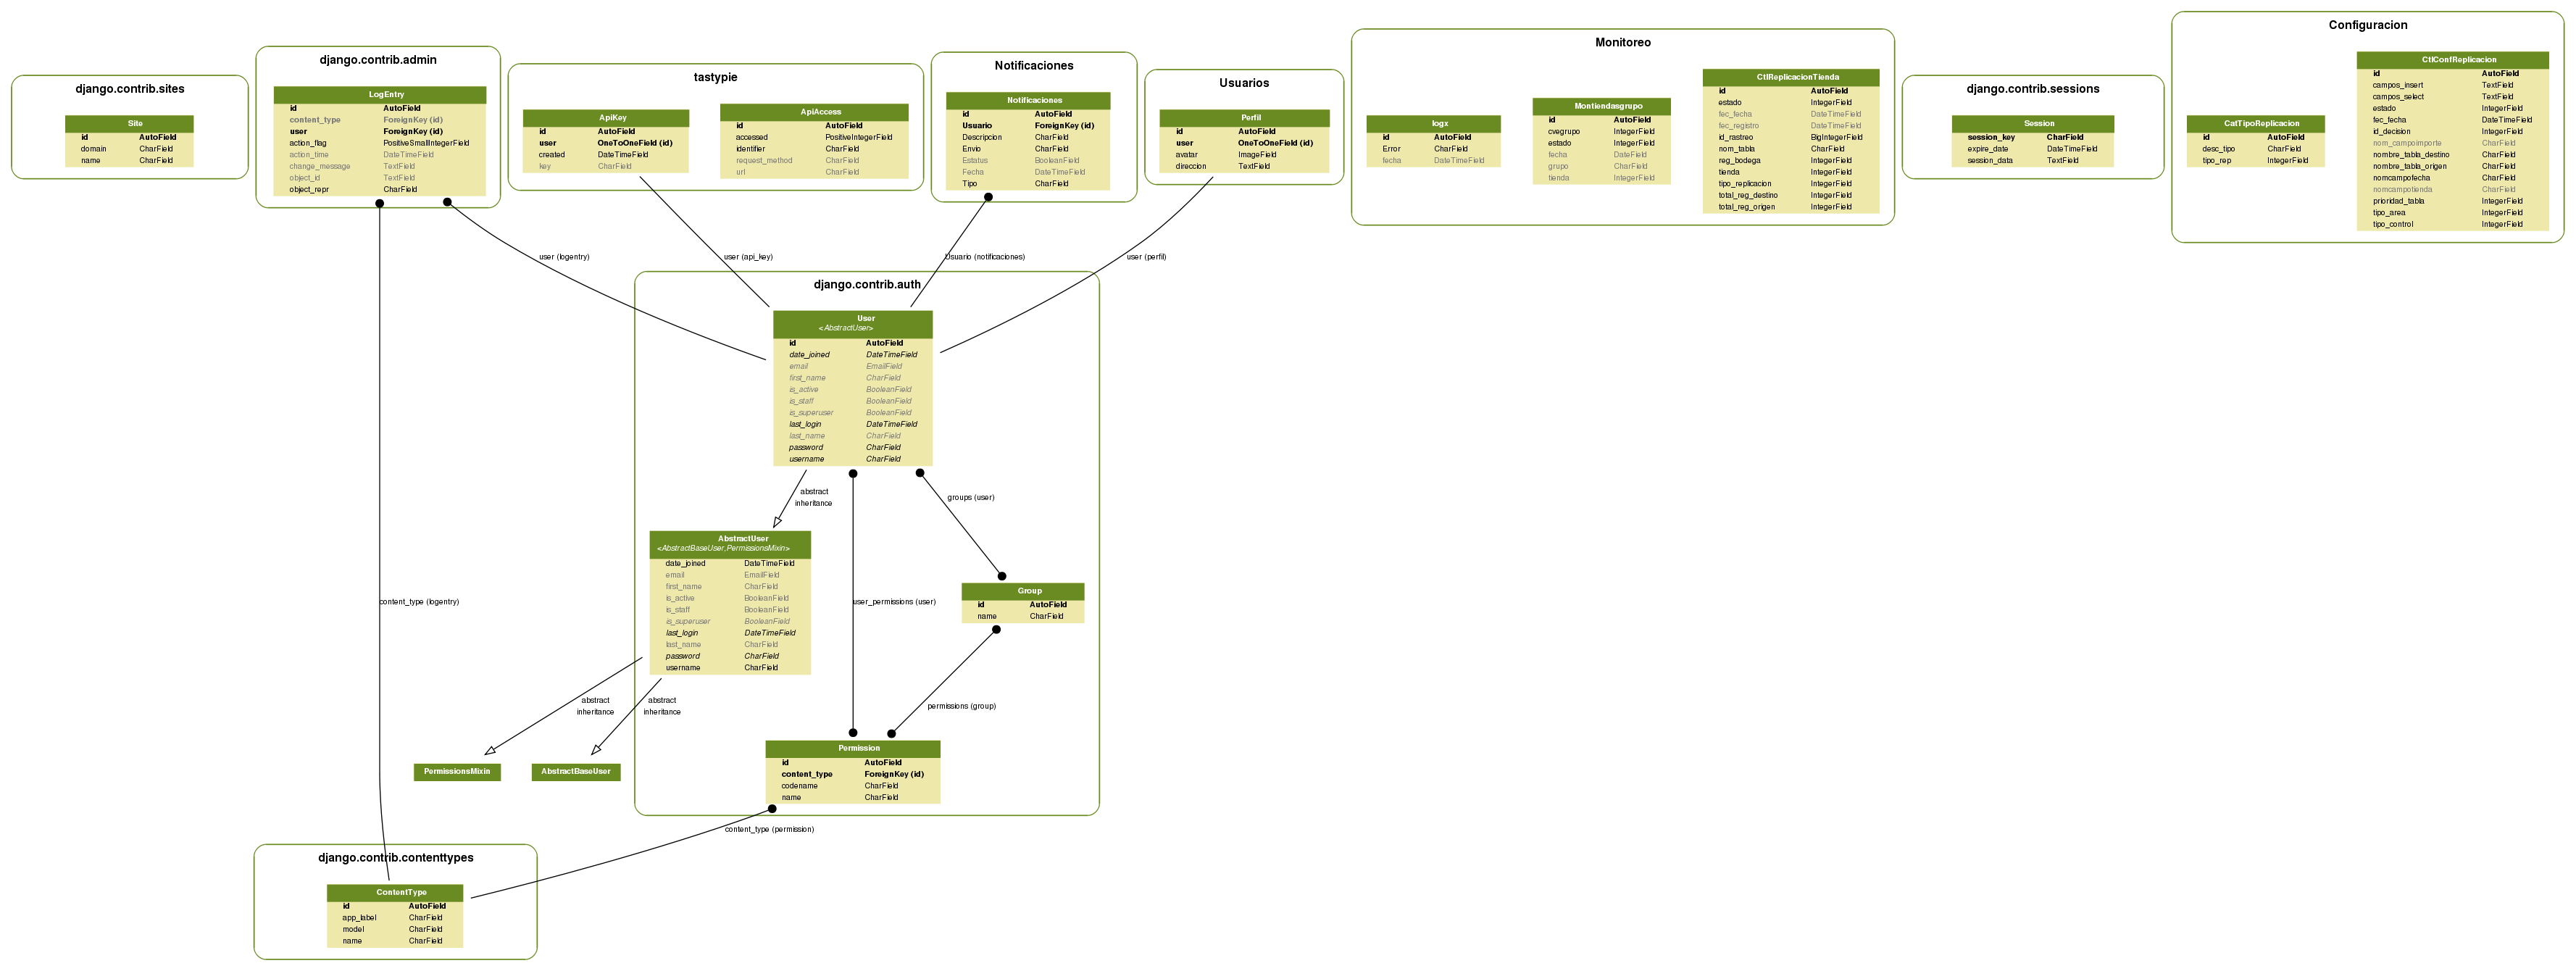 django.contrib.sites
Site
id AutoField
domain CharField
name CharField
django.contrib.admin
LogEntry
id AutoField
content_type ForeignKey (id)
user ForeignKey (id)
action_flag PositiveSmallIntegerField
action_time DateTimeField
change_message TextField
object_id TextField
object_repr CharField
tastypie
ApiKey
id AutoField
user OneToOneField (id)
created DateTimeField
key CharField
ApiAccess
id AutoField
accessed PositiveIntegerField
identifier CharField
request_method CharField
url CharField
Notificaciones
Notificaciones
id AutoField
Usuario ForeignKey (id)
Descripcion CharField
Envio CharField
Estatus BooleanField
Fecha DateTimeField
Tipo CharField
Usuarios
Perfil
id AutoField
user OneToOneField (id)
avatar ImageField
direccion TextField
Monitoreo
logx
id AutoField
Error CharField
fecha DateTimeField
Montiendasgrupo
id AutoField
cvegrupo IntegerField
estado IntegerField
fecha DateField
grupo CharField
tienda IntegerField
CtlReplicacionTienda
id AutoField
estado IntegerField
fec_fecha DateTimeField
fec_registro DateTimeField
id_rastreo BigIntegerField
nom_tabla CharField
reg_bodega IntegerField
tienda IntegerField
tipo_replicacion IntegerField
total_reg_destino IntegerField
total_reg_origen IntegerField
django.contrib.sessions
Session
session_key CharField
expire_date DateTimeField
session_data TextField
Configuracion
CatTipoReplicacion
id AutoField
desc_tipo CharField
tipo_rep IntegerField
CtlConfReplicacion
id AutoField
campos_insert TextField
campos_select TextField
estado IntegerField
fec_fecha DateTimeField
id_decision IntegerField
nom_campoimporte CharField
nombre_tabla_destino CharField
nombre_tabla_origen CharField
nomcampofecha CharField
nomcampotienda CharField
prioridad_tabla IntegerField
tipo_area IntegerField
tipo_control IntegerField
user (logentry)
user (api_key)
Usuario (notificaciones)
user (perfil)
django.contrib.auth
User
<AbstractUser>
id AutoField
date_joined DateTimeField
email EmailField
first_name CharField
is_active BooleanField
is_staff BooleanField
is_superuser BooleanField
last_login DateTimeField
last_name CharField
password CharField
username CharField
abstract
inheritance
groups (user)
AbstractUser
<AbstractBaseUser,PermissionsMixin>
date_joined DateTimeField
email EmailField
first_name CharField
is_active BooleanField
is_staff BooleanField
is_superuser BooleanField
last_login DateTimeField
last_name CharField
password CharField
username CharField
Group
id AutoField
name CharField
content_type (logentry)
user_permissions (user)
abstract
inheritance
abstract
inheritance
permissions (group)
PermissionsMixin
AbstractBaseUser
Permission
id AutoField
content_type ForeignKey (id)
codename CharField
name CharField
content_type (permission)
django.contrib.contenttypes
ContentType
id AutoField
app_label CharField
model CharField
name CharField